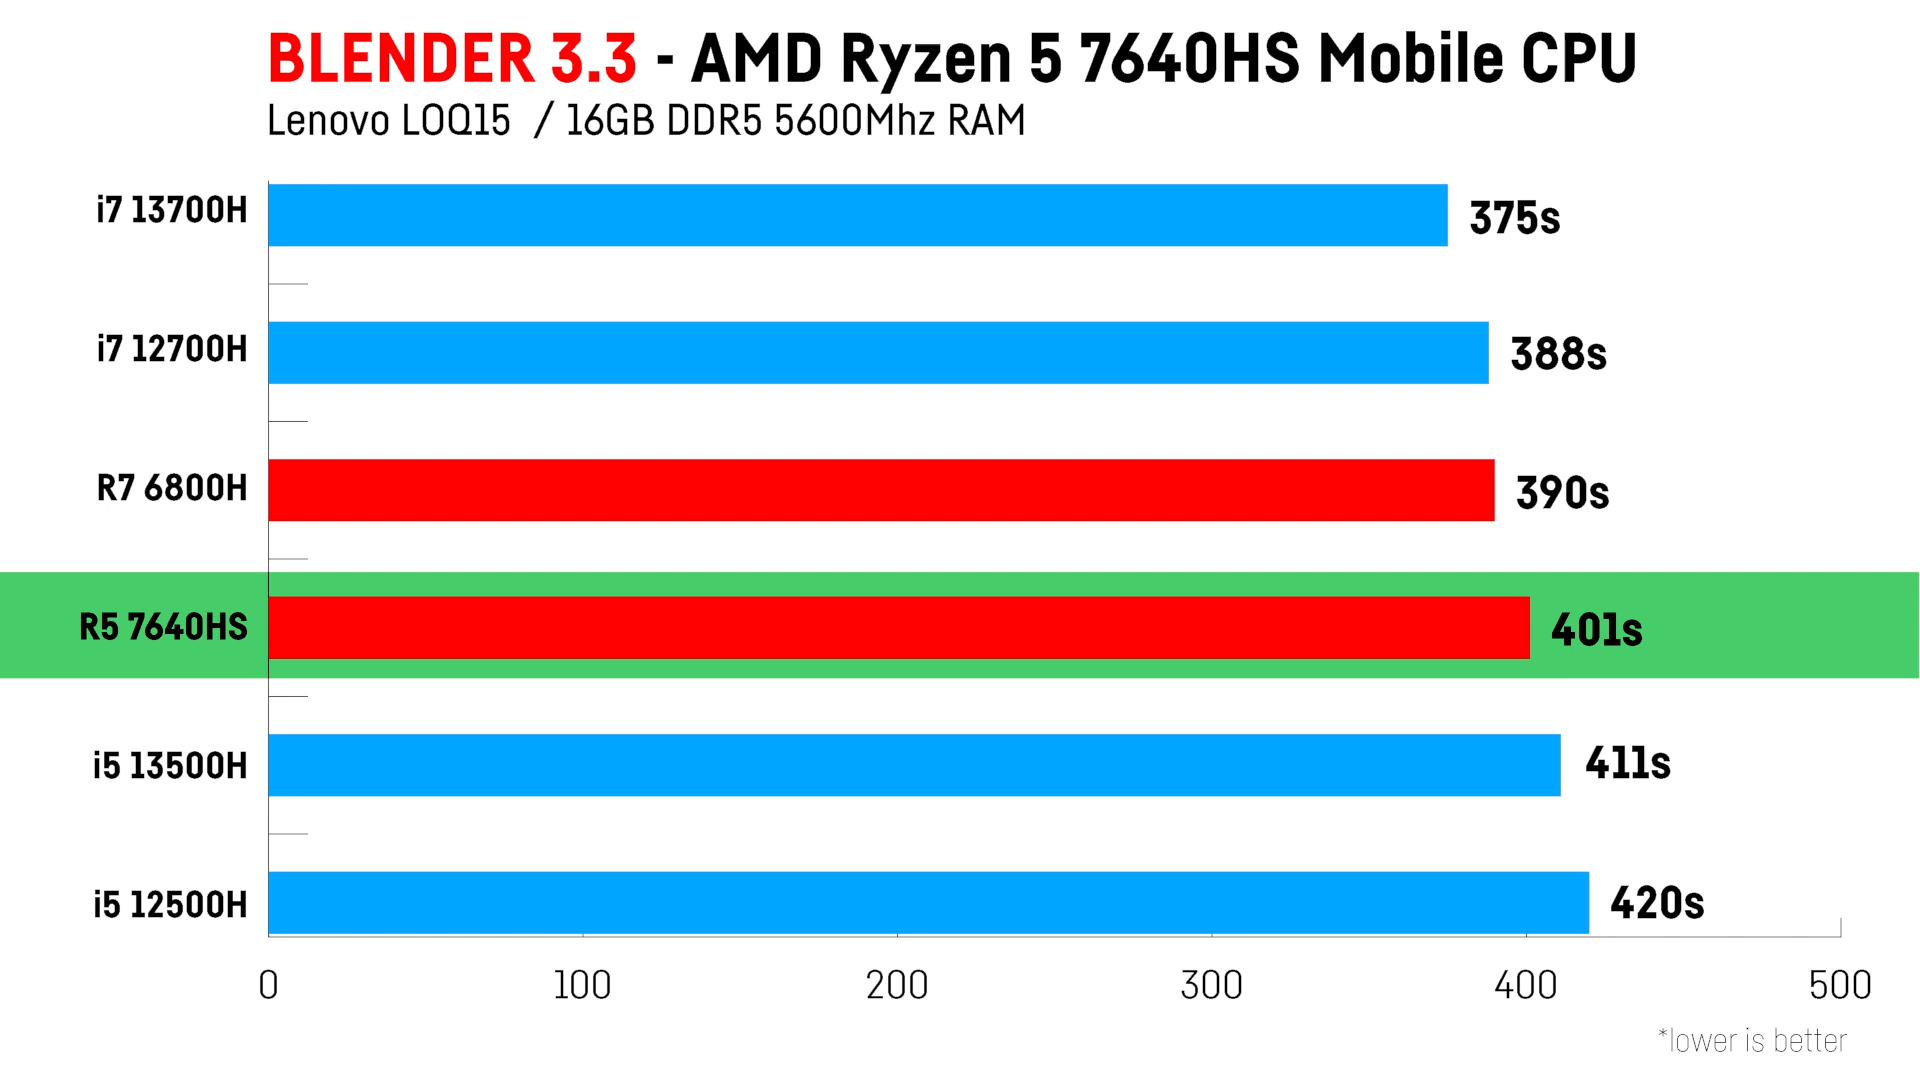 BLENDER 3.3 - AMD Ryzen 5 7640HS Mobile CPU
Lenovo LOQ15 / 16GB DDR5 5600Mhz RAM
i7 13700H 375s
i7 12700H 388s
R7 6800H 390s
R5 7640HS 401s
i5 13500H 411s
i5 12500H 420s
0 100 200 300 400 500
*lower is better